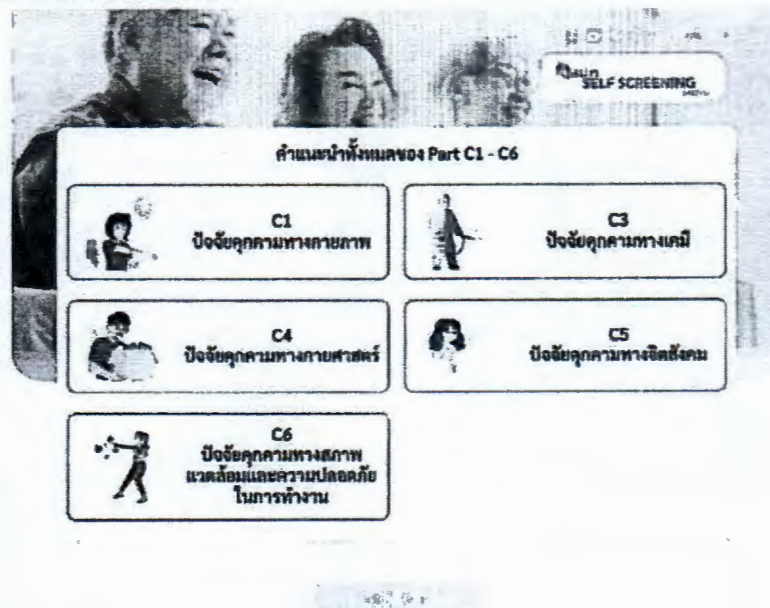 SELF SCREENING
คำแนะนำทั้งหมดของ Part C1 - C6
C1
ปัจจัยคุกคามทางกายภาพ
C3
ปัจจัยคุกคามทางเคมี
C4
ปัจจัยคุกคามทางกายศาสตร์
C5
ปัจจัยคุกคามทางจิตสังคม
C6
ปัจจัยคุกคามทางสภาพ
แวดล้อมและความปลอดภัย
ในการทำงาน